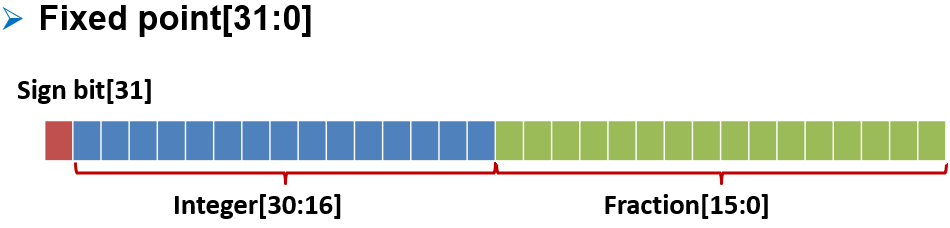 Fixed point[31:0]
Sign bit[31]
Integer[30:16]
Fraction[15:0]